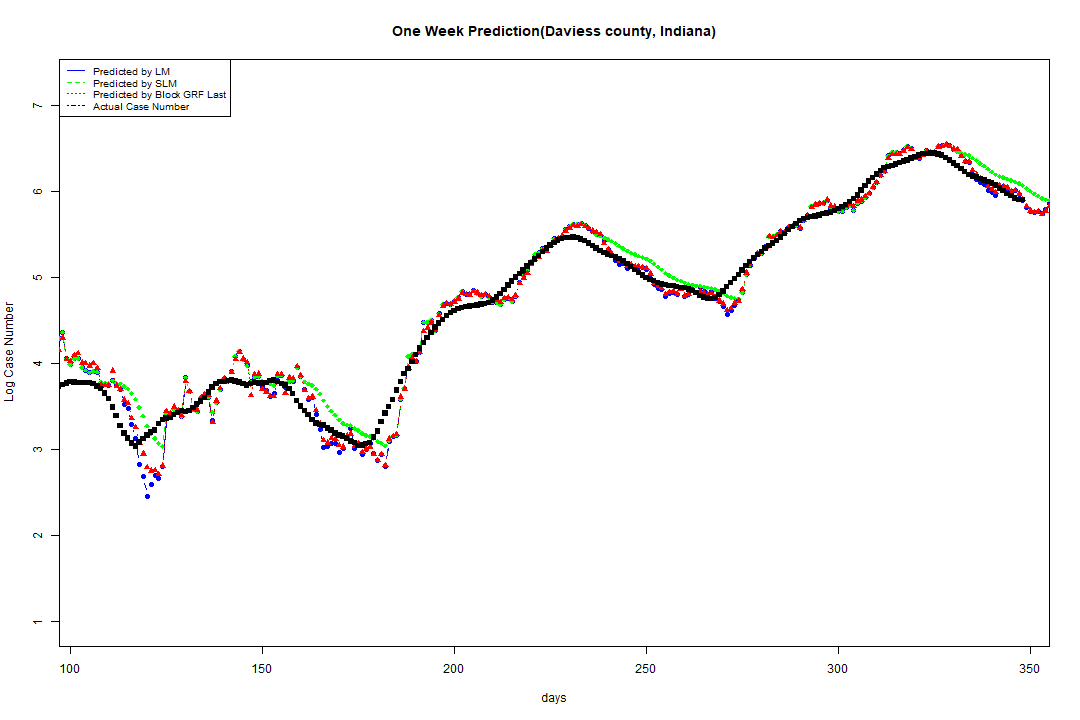 One Week Prediction(Daviess county, Indiana)
Predicted by LM
Predicted by SLM
Predicted by Block GRF Last
Actual Case Number
7
6
5
4
3
2
1
Log Case Number
100 150 200 250 300 350
days